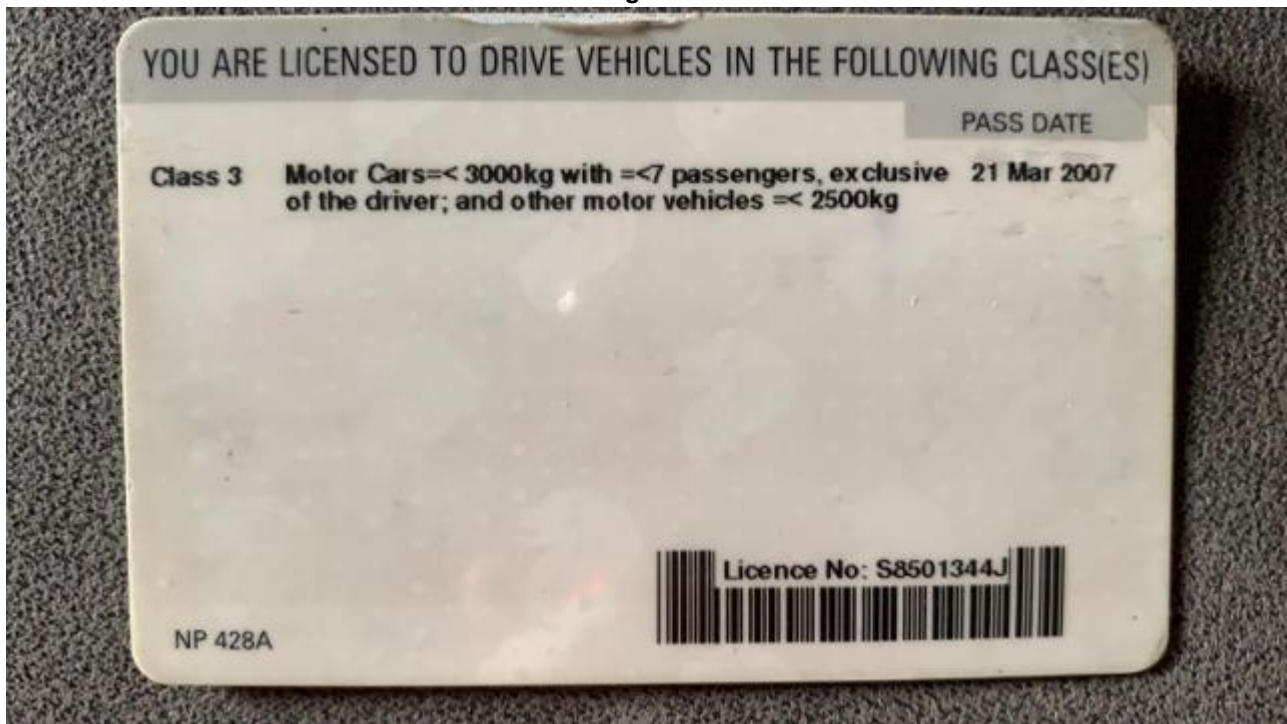 YOU ARE LICENSED TO DRIVE VEHICLES IN THE FOLLOWING CLASS(ES)
PASS DATE
Class 3 Motor Cars=< 3000kg with =<7 passengers, exclusive 21 Mar 2007
of the driver; and other motor vehicles =< 2500kg
Licence No: S8501344J
NP 428A